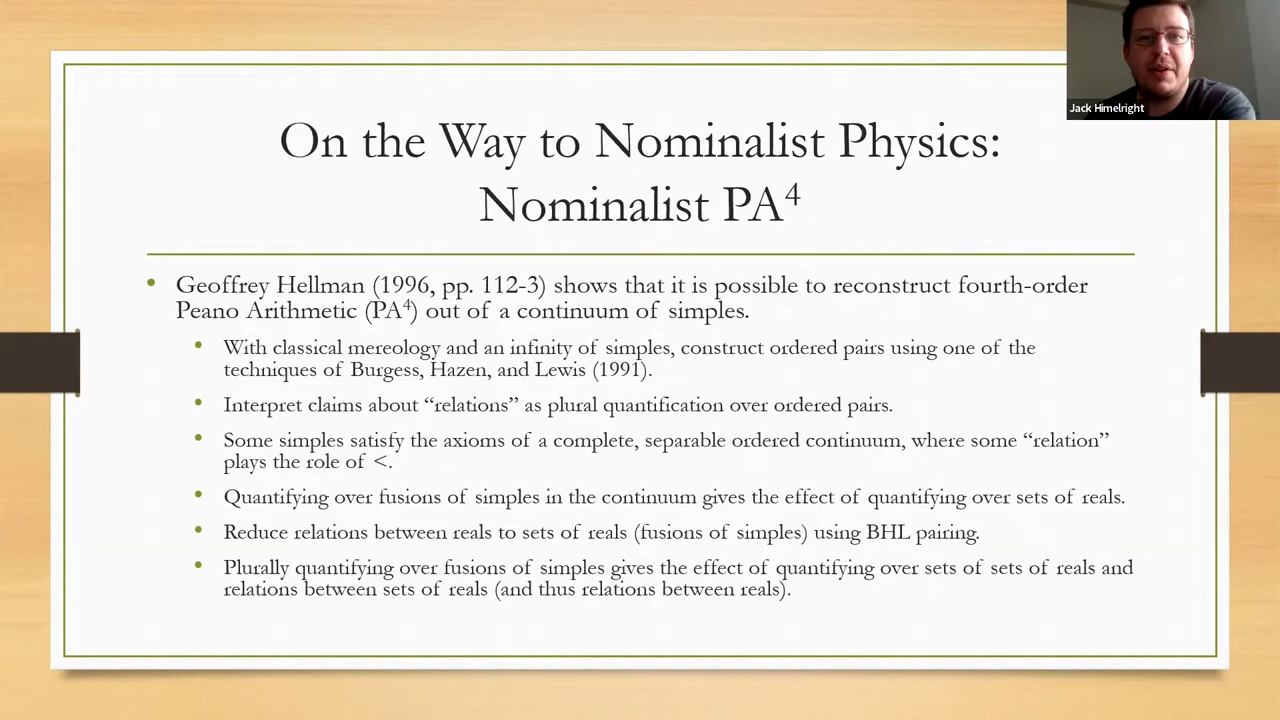 Jack Himelright
On the Way to Nominalist Physics:
Nominalist PA⁴
• Geoffrey Hellman (1996, pp. 112-3) shows that it is possible to reconstruct fourth-order
Peano Arithmetic (PA⁴) out of a continuum of simples.
• With classical mereology and an infinity of simples, construct ordered pairs using one of the
techniques of Burgess, Hazen, and Lewis (1991).
• Interpret claims about “relations” as plural quantification over ordered pairs.
• Some simples satisfy the axioms of a complete, separable ordered continuum, where some “relation”
plays the role of <.
• Quantifying over fusions of simples in the continuum gives the effect of quantifying over sets of reals.
• Reduce relations between reals to sets of reals (fusions of simples) using BHL pairing.
• Plurally quantifying over fusions of simples gives the effect of quantifying over sets of sets of reals and
relations between sets of reals (and thus relations between reals).